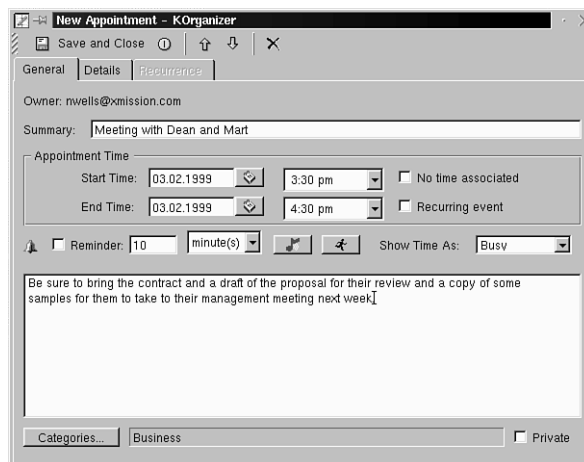 New Appointment - KOrganizer
Save and Close
General Details Recurrence
Owner: nwells@xmission.com
Summary: Meeting with Dean and Mart
Appointment Time
Start Time: 03.02.1999 3:30 pm No time associated
End Time: 03.02.1999 4:30 pm Recurring event
Reminder: 10 minute(s) Show Time As: Busy
Be sure to bring the contract and a draft of the proposal for their review and a copy of some
samples for them to take to their management meeting next week.
Categories... Business Private